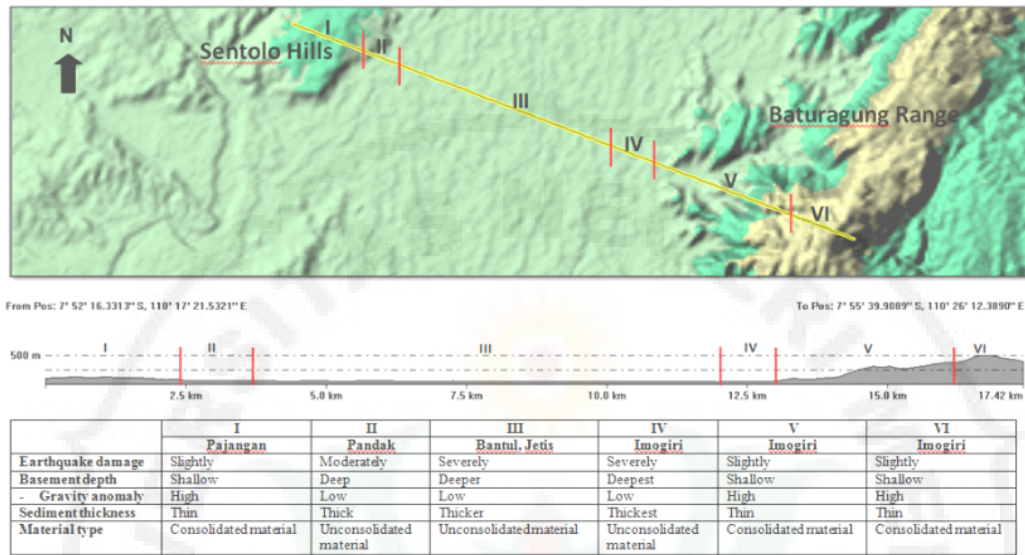 N
I
Sentolo Hills
II
III
Baturagung Range
IV
V
VI
From Pos: 7° 52' 16.3313" S, 110° 17' 21.5321" E
To Pos: 7° 55' 39.9089" S, 110° 26' 12.3890" E
I II III IV V VI
500 m
2.5 km 5.0 km 7.5 km 10.0 km 12.5 km 15.0 km 17.42 km
I II III IV V VI
Pajangan Pandak Bantul, Jetis Imogiri Imogiri Imogiri
Earthquake damage Slightly Moderately Severely Severely Slightly Slightly
Basement depth Shallow Deep Deeper Deepest Shallow Shallow
- Gravity anomaly High Low Low Low High High
Sediment thickness Thin Thick Thicker Thickest Thin Thin
Material type Consolidated material Unconsolidated Unconsolidated material Unconsolidated Consolidated material Consolidated material
material material